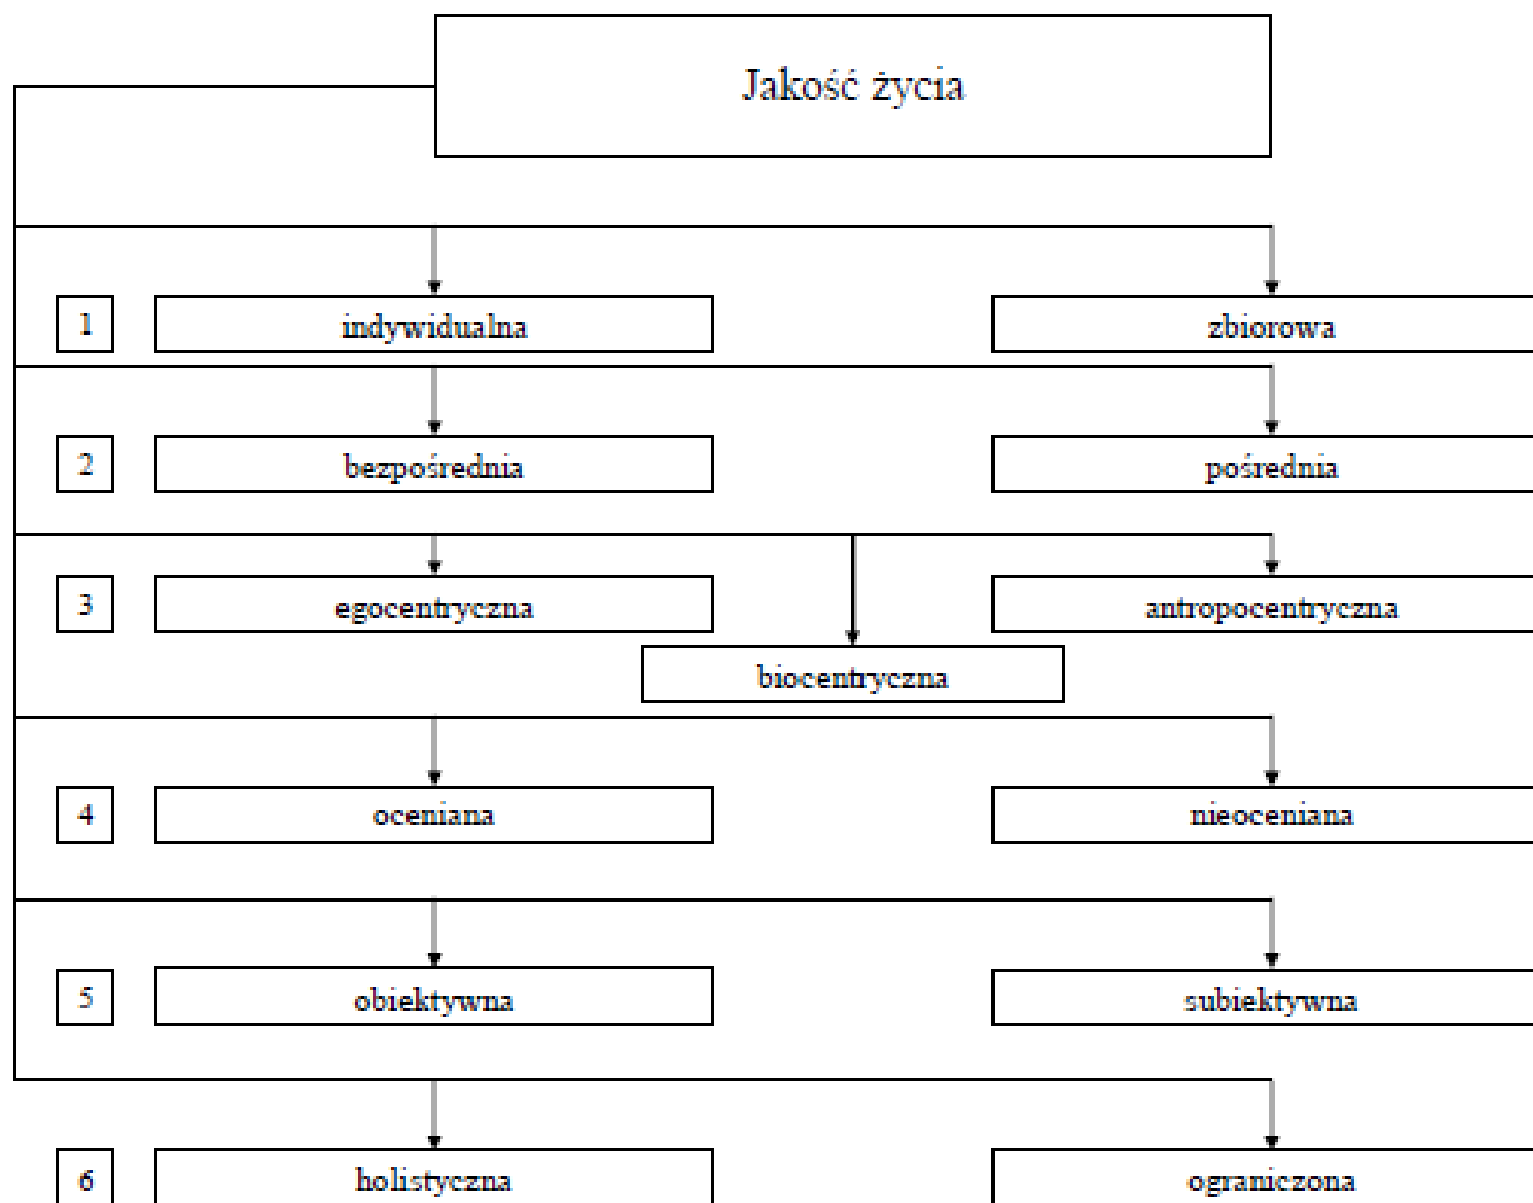 Jakość życia
1 indywidualna zbiorowa
2 bezpośrednia pośrednia
3 egocentryczna antropocentryczna
biocentryczna
4 oceniana nieoceniana
5 obiektywna subiektywna
6 holistyczna ograniczona